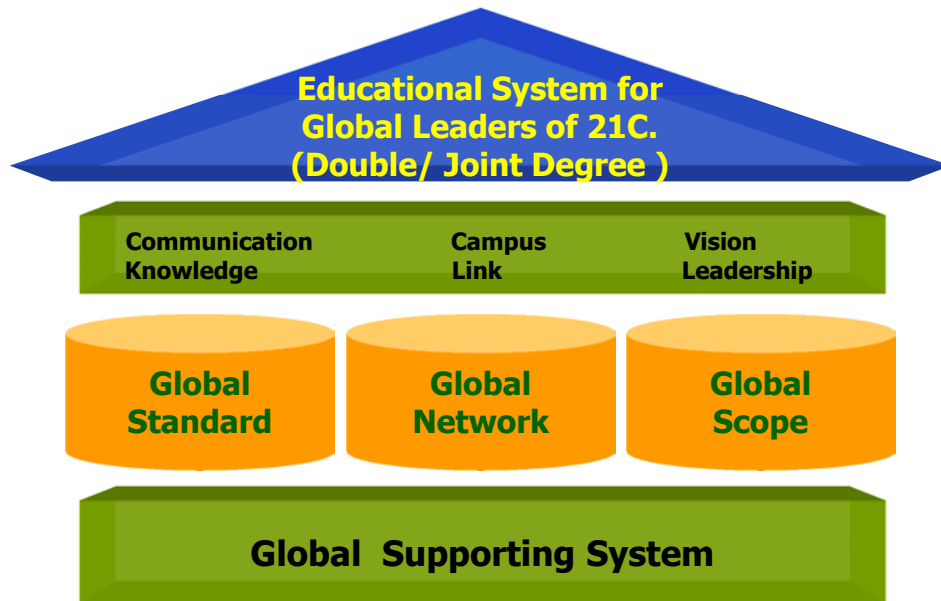 Educational System for
Global Leaders of 21C.
(Double/ Joint Degree )
Communication Knowledge
Campus Link
Vision Leadership
Global Standard
Global Network
Global Scope
Global  Supporting System